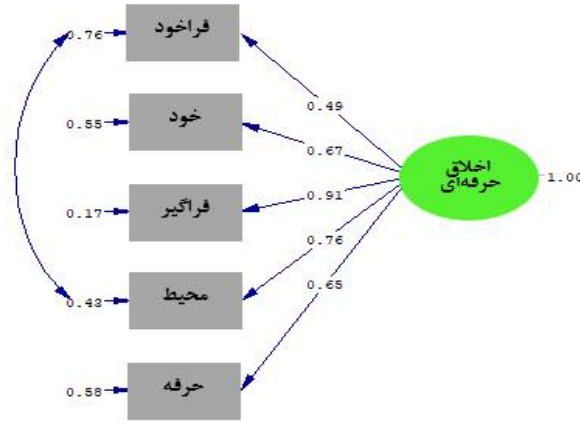 0.76
فراخود
0.49
0.55
خود
0.67
اخلاق
حرفه‌ای
1.00
0.17
فراگیر
0.91
0.76
0.43
محیط
0.65
0.58
حرفه